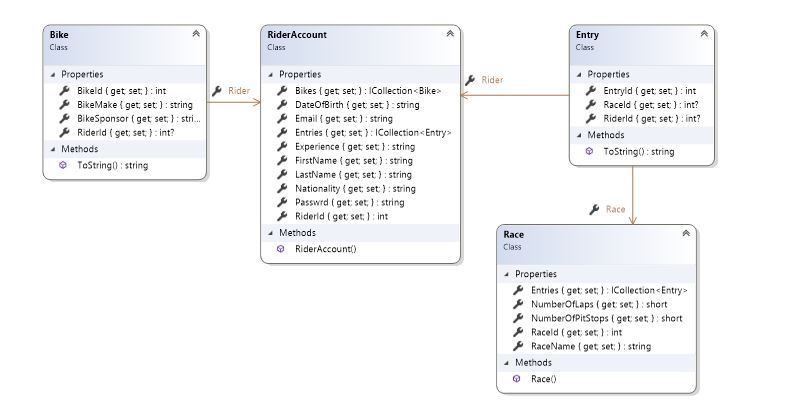 Bike
Class
Properties
BikeId { get; set; } : int
BikeMake { get; set; } : string
BikeSponsor { get; set; } : stri...
RiderId { get; set; } : int?
Methods
ToString() : string
Rider
RiderAccount
Class
Properties
Bikes { get; set; } : ICollection<Bike>
DateOfBirth { get; set; } : string
Email { get; set; } : string
Entries { get; set; } : ICollection<Entry>
Experience { get; set; } : string
FirstName { get; set; } : string
LastName { get; set; } : string
Nationality { get; set; } : string
Passwrd { get; set; } : string
RiderId { get; set; } : int
Methods
RiderAccount()
Rider
Entry
Class
Properties
EntryId { get; set; } : int
RaceId { get; set; } : int?
RiderId { get; set; } : int?
Methods
ToString() : string
Race
Race
Class
Properties
Entries { get; set; } : ICollection<Entry>
NumberOfLaps { get; set; } : short
NumberOfPitStops { get; set; } : short
RaceId { get; set; } : int
RaceName { get; set; } : string
Methods
Race()